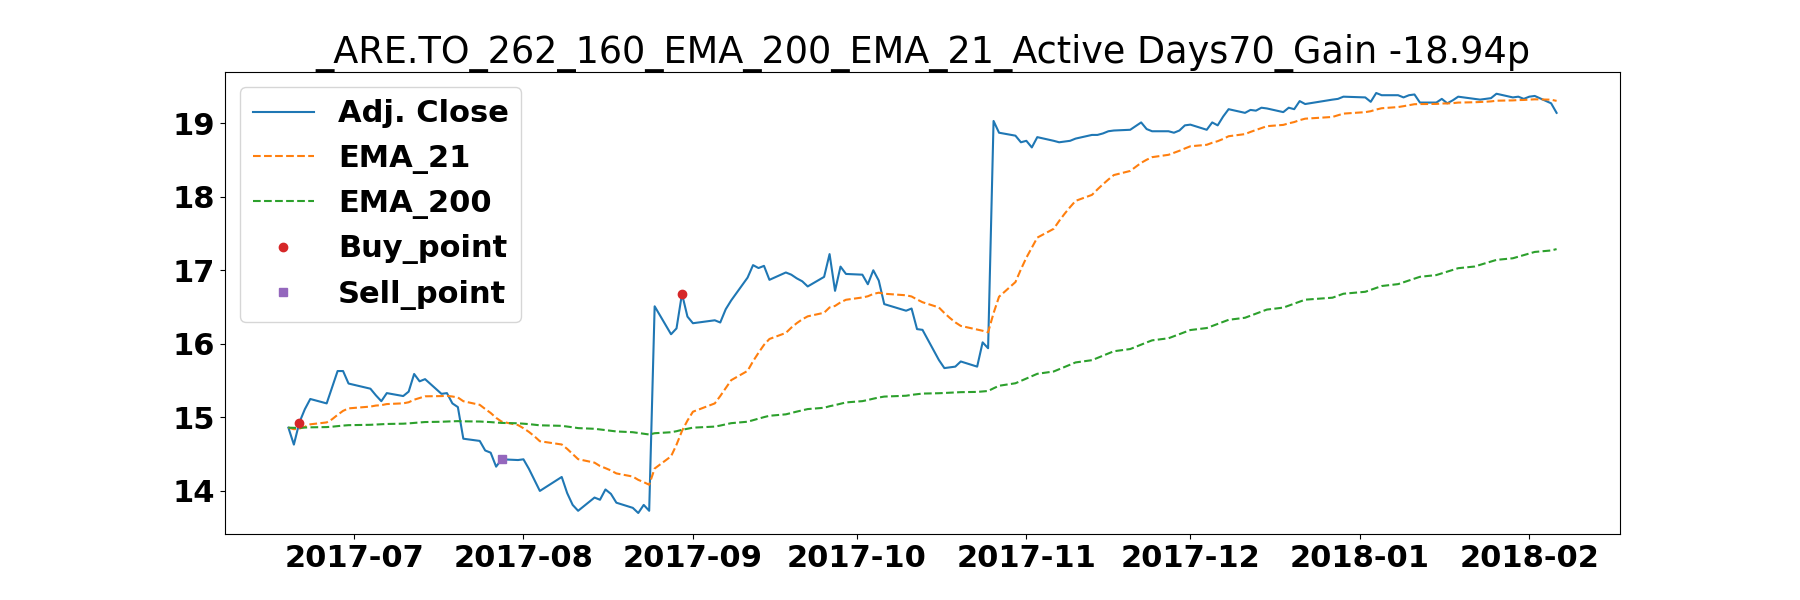 _ARE.TO_262_160_EMA_200_EMA_21_Active Days70_Gain -18.94p
Adj. Close
EMA_21
EMA_200
Buy_point
Sell_point
19
18
17
16
15
14
2017-07 2017-08 2017-09 2017-10 2017-11 2017-12 2018-01 2018-02